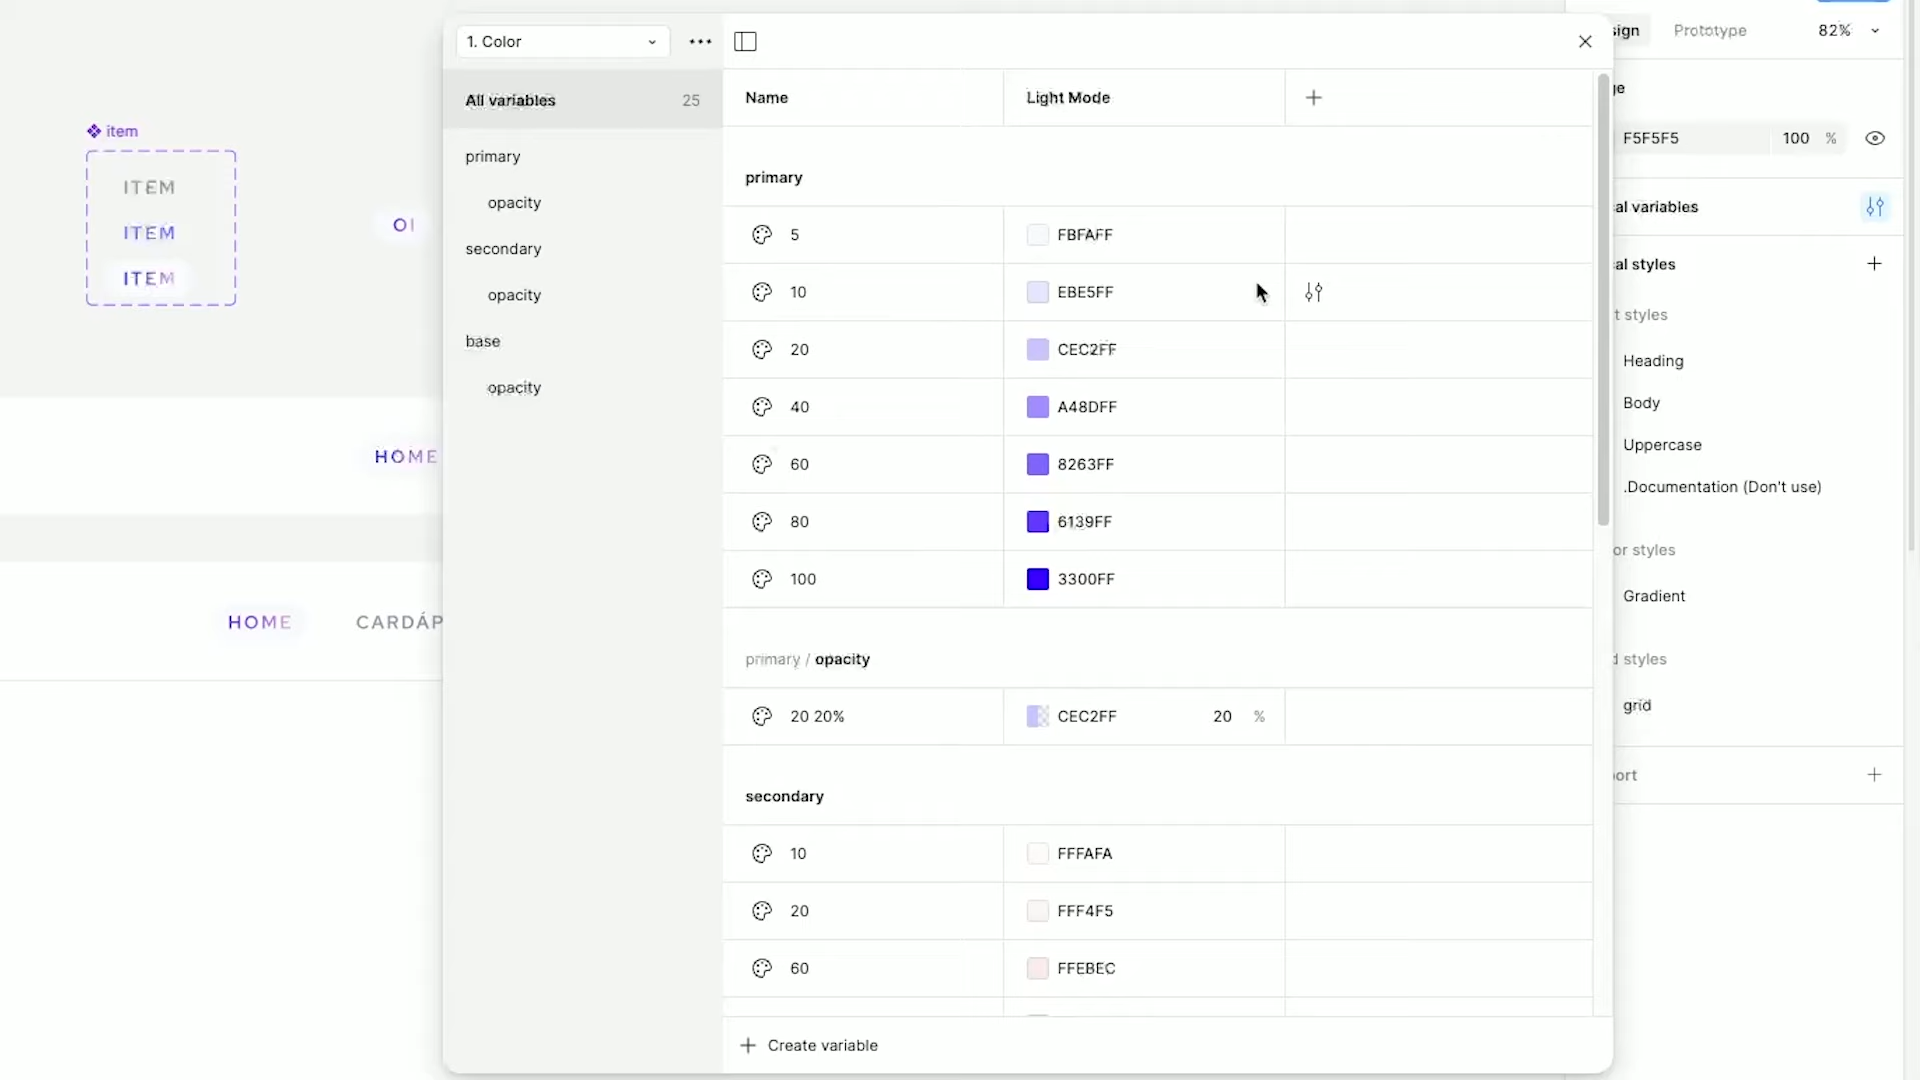 item
ITEM
ITEM
ITEM
OI
HOME
HOME CARDÁP
1. Color
All variables 25
primary
opacity
secondary
opacity
base
opacity
Name Light Mode
primary
5 FBFAFF
10 EBE5FF
20 CEC2FF
40 A48DFF
60 8263FF
80 6139FF
100 3300FF
primary / opacity
20 20% CEC2FF 20 %
secondary
10 FFFAFA
20 FFF4F5
60 FFEBEC
Create variable
sign Prototype 82%
ge
F5F5F5 100 %
al variables
al styles
t styles
Heading
Body
Uppercase
.Documentation (Don't use)
or styles
Gradient
d styles
grid
ort